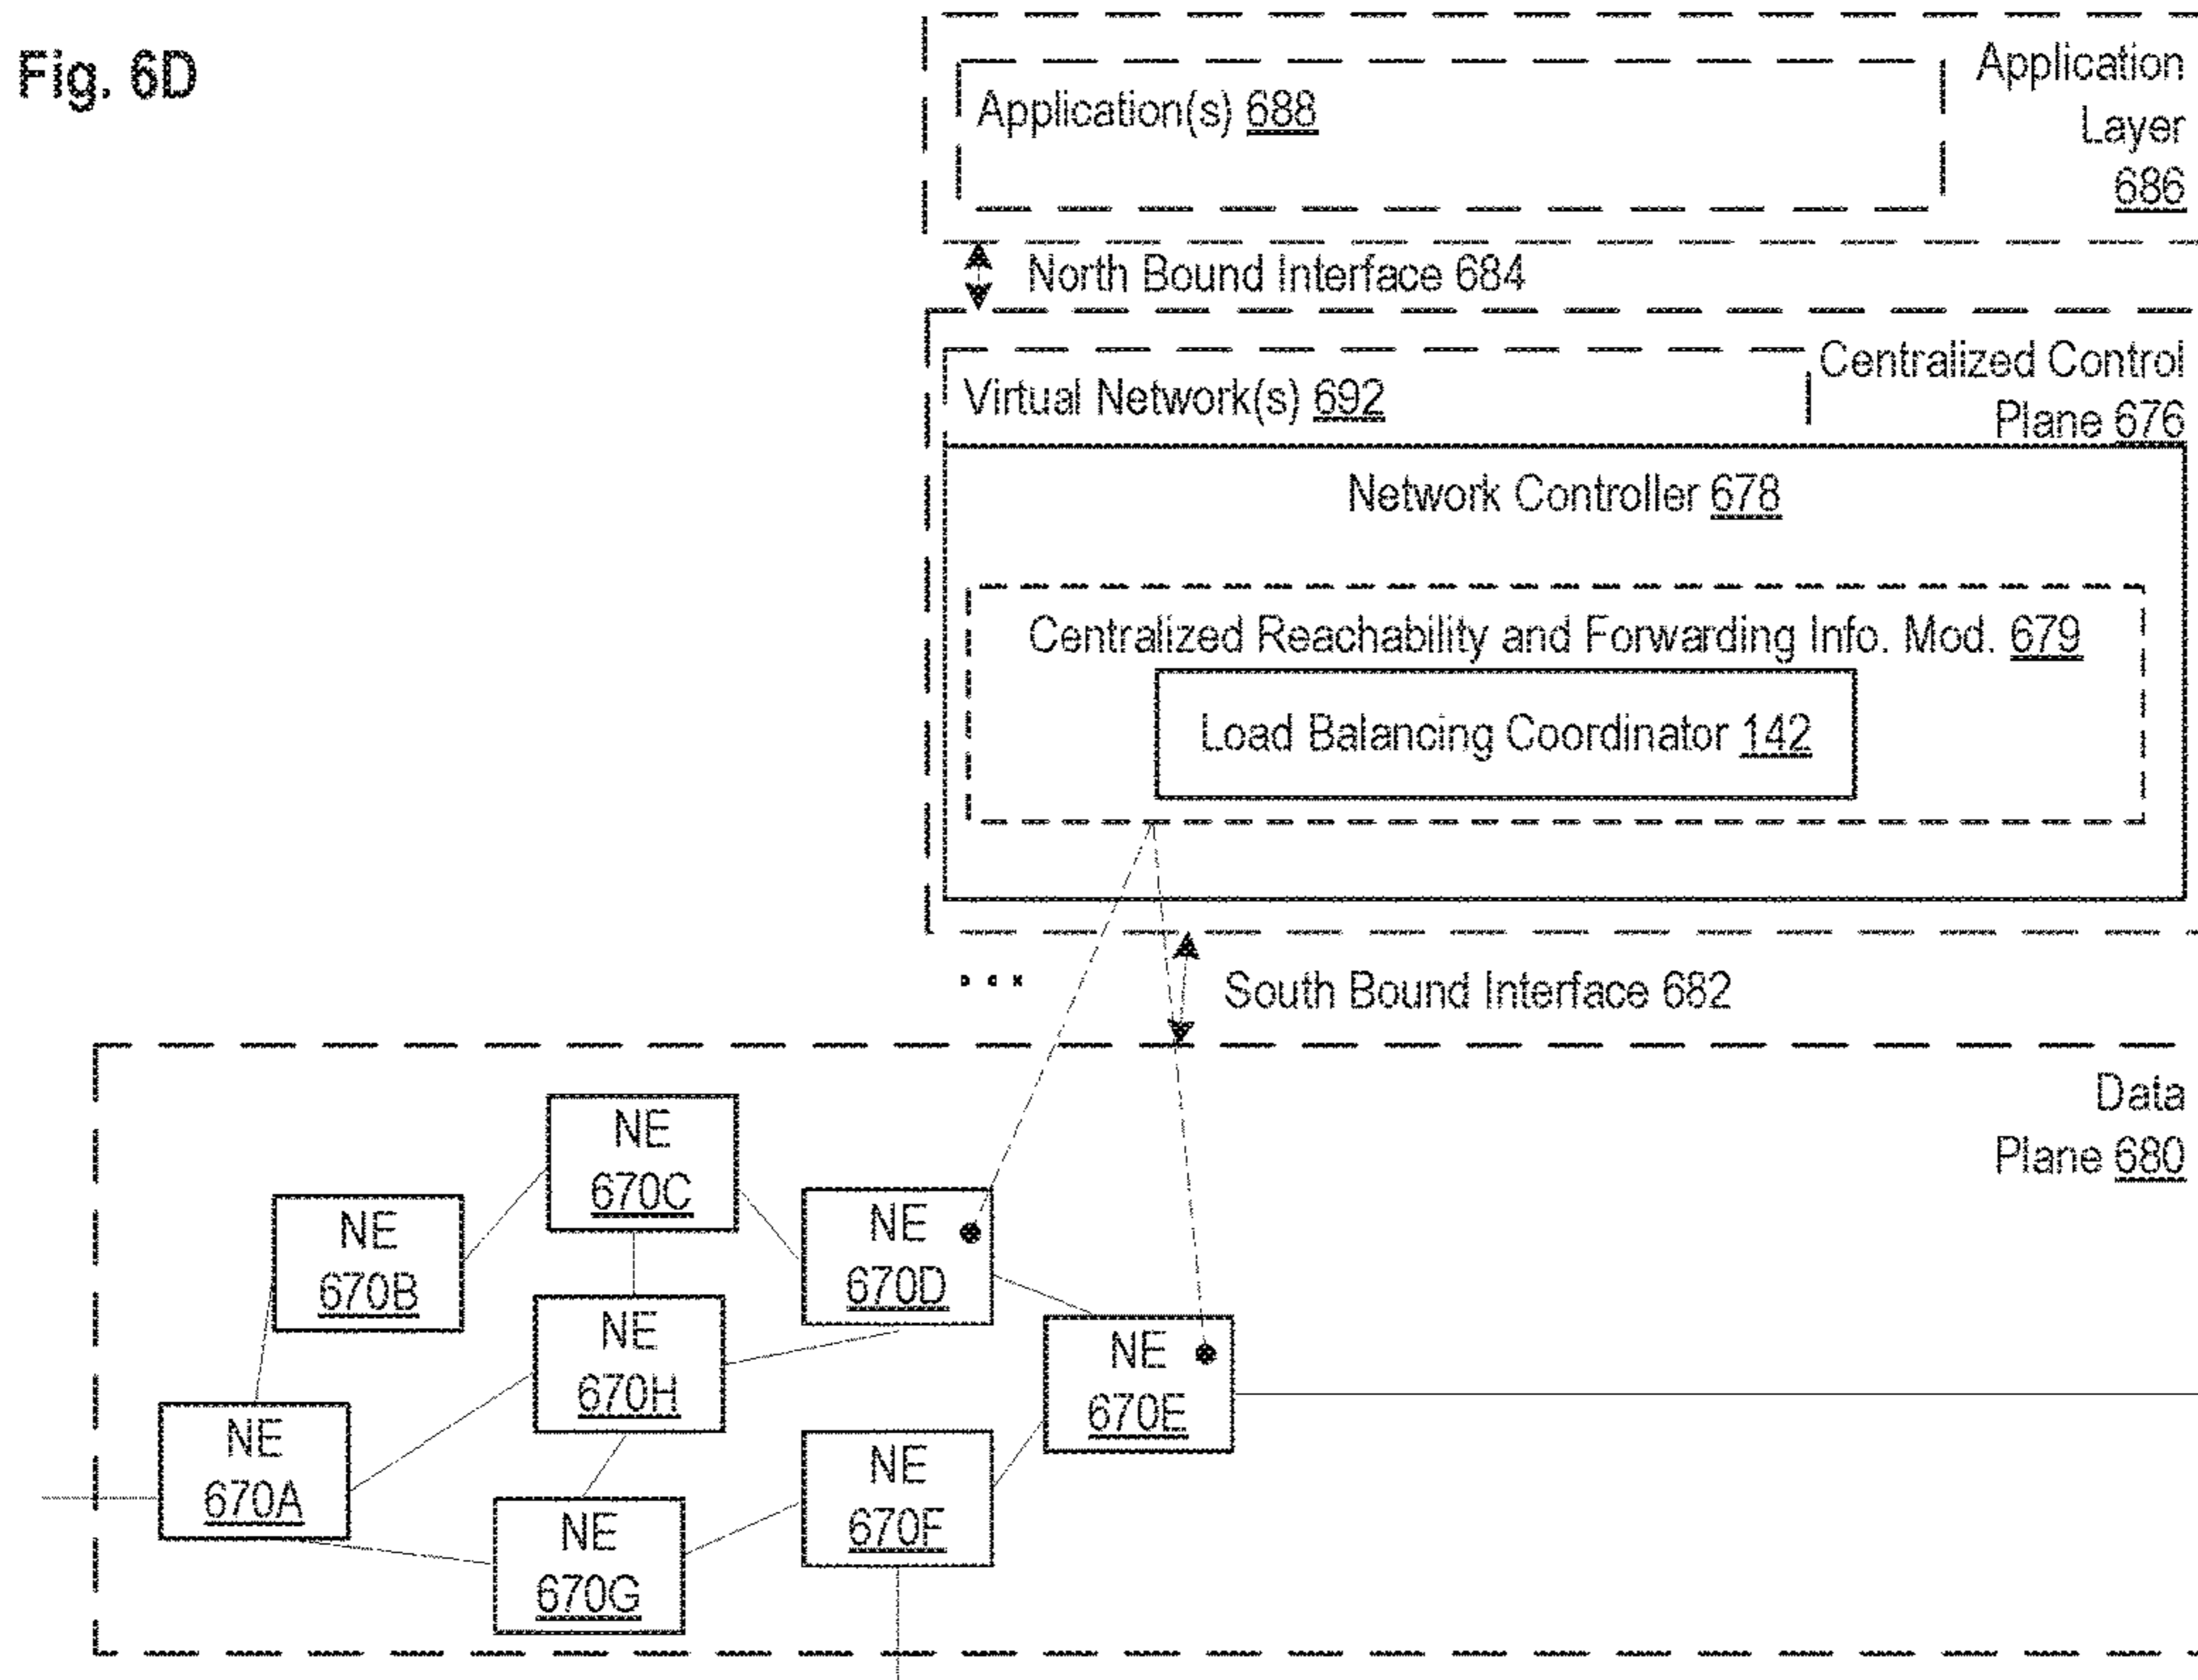 Fig. 6D
Application
Layer
686
Application(s) 688
North Bound Interface 684
Centralized Control
Plane 676
Virtual Network(s) 692
Network Controller 678
Centralized Reachability and Forwarding Info. Mod. 679
Load Balancing Coordinator 142
South Bound Interface 682
Data
Plane 680
NE
670C
NE
670B
NE
670D
NE
670H
NE
670E
NE
670A
NE
670F
NE
670G